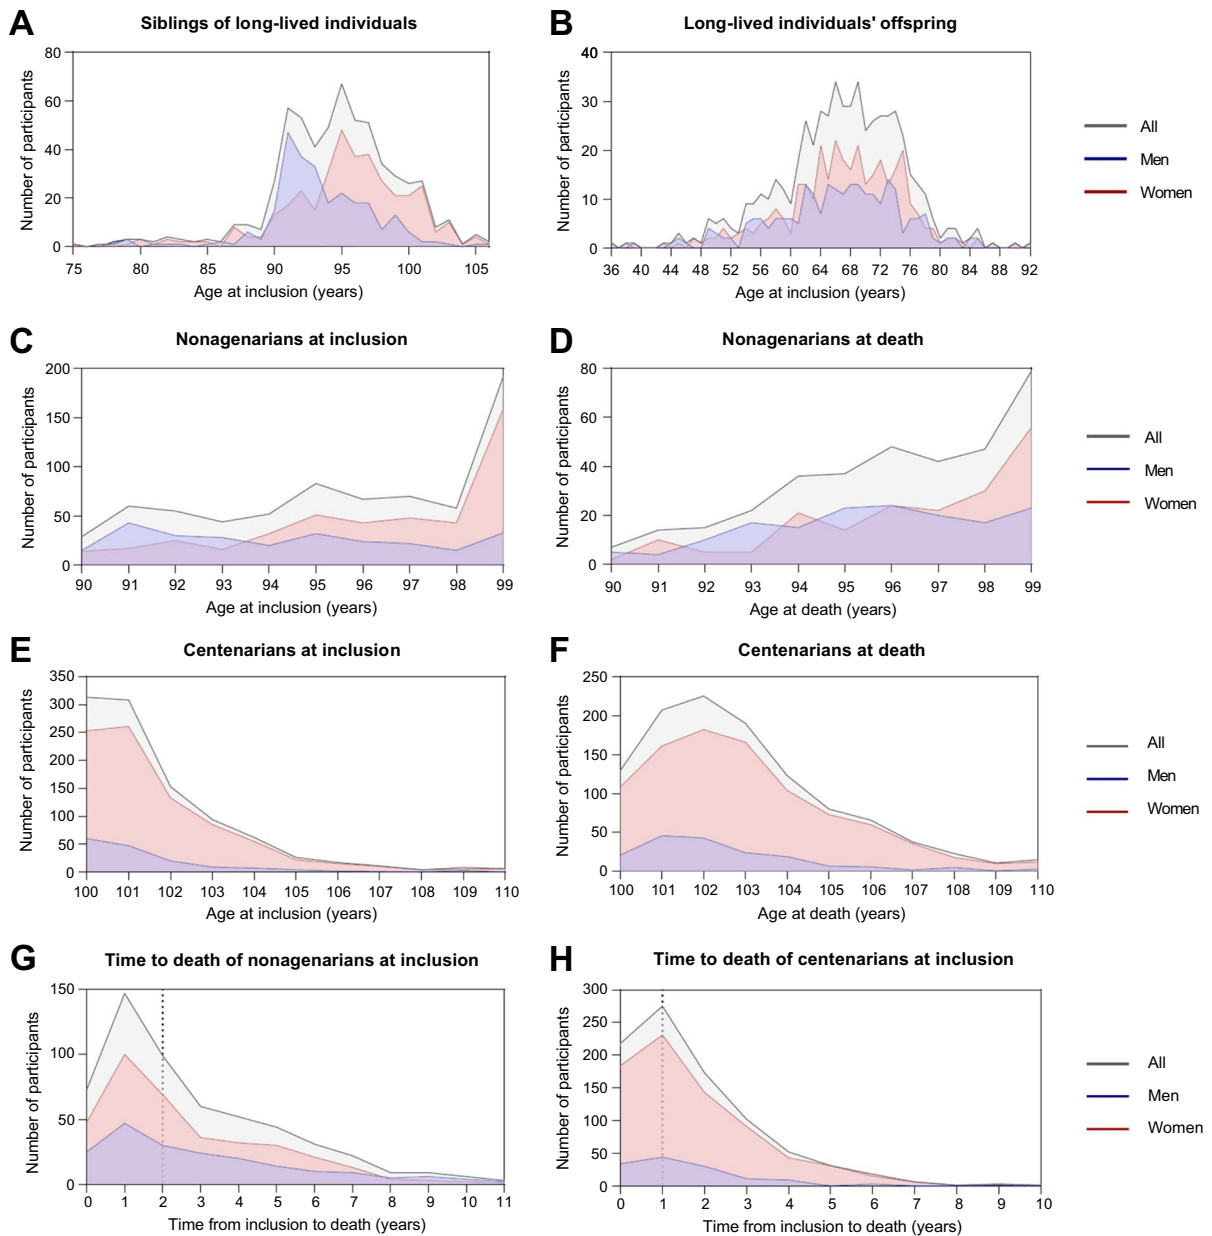 A
Siblings of long-lived individuals
Number of participants
80
60
40
20
0
75 80 85 90 95 100 105
Age at inclusion (years)
B
Long-lived individuals' offspring
Number of participants
40
30
20
10
0
36 40 44 48 52 56 60 64 68 72 76 80 84 88 92
Age at inclusion (years)
All
Men
Women
C
Nonagenarians at inclusion
Number of participants
200
150
100
50
0
90 91 92 93 94 95 96 97 98 99
Age at inclusion (years)
D
Nonagenarians at death
Number of participants
80
60
40
20
0
90 91 92 93 94 95 96 97 98 99
Age at death (years)
All
Men
Women
E
Centenarians at inclusion
Number of participants
350
300
250
200
150
100
50
0
100 101 102 103 104 105 106 107 108 109 110
Age at inclusion (years)
F
Centenarians at death
Number of participants
250
200
150
100
50
0
100 101 102 103 104 105 106 107 108 109 110
Age at death (years)
All
Men
Women
G
Time to death of nonagenarians at inclusion
Number of participants
150
100
50
0
0 1 2 3 4 5 6 7 8 9 10 11
Time from inclusion to death (years)
H
Time to death of centenarians at inclusion
Number of participants
300
250
200
150
100
50
0
0 1 2 3 4 5 6 7 8 9 10
Time from inclusion to death (years)
All
Men
Women